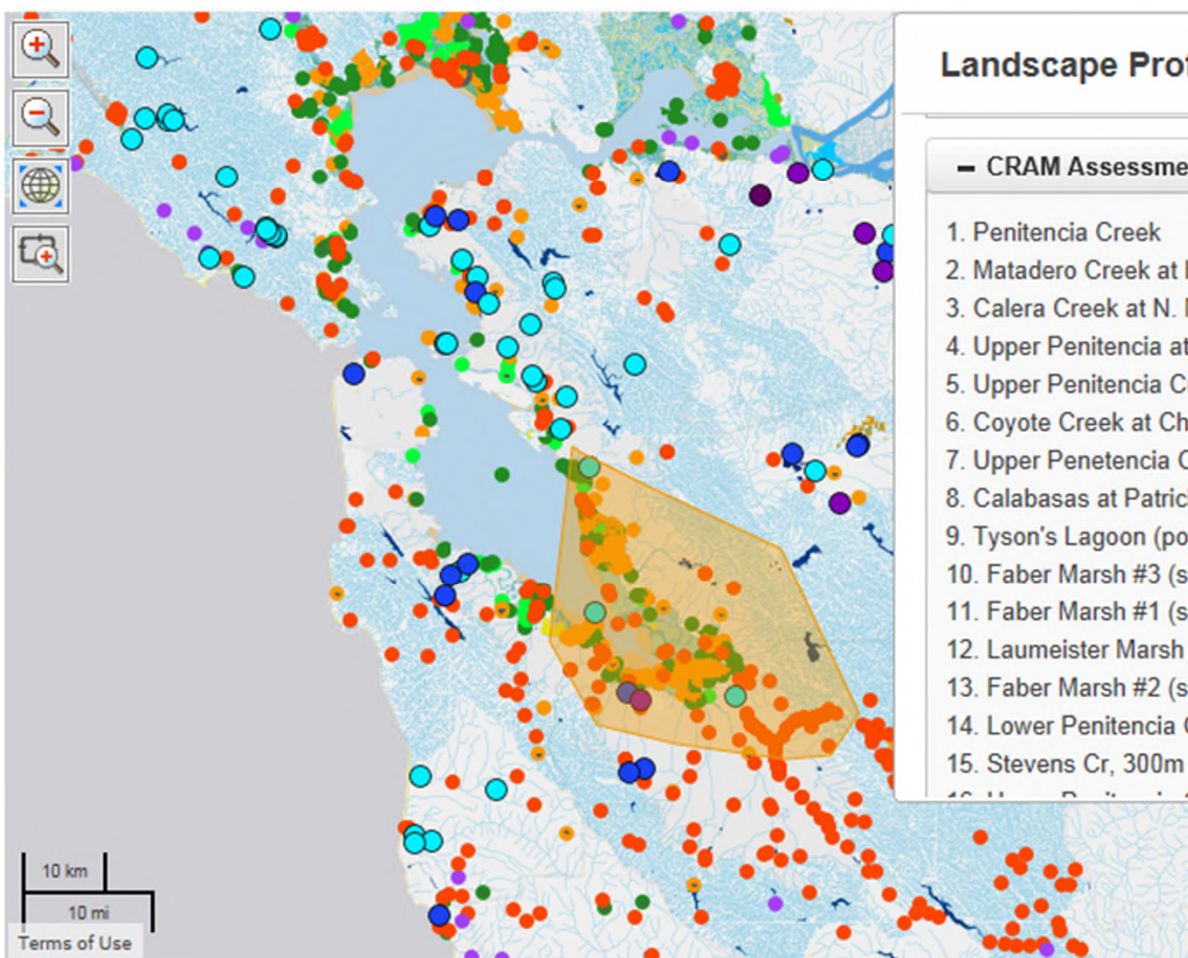 Landscape Prof
CRAM Assessme
1. Penitencia Creek
2. Matadero Creek at
3. Calera Creek at N.
4. Upper Penitencia at
5. Upper Penitencia C
6. Coyote Creek at Ch
7. Upper Penetencia C
8. Calabasas at Patric
9. Tyson's Lagoon (po
10. Faber Marsh #3 (s
11. Faber Marsh #1 (s
12. Laumeister Marsh
13. Faber Marsh #2 (s
14. Lower Penitencia C
15. Stevens Cr, 300m
10 km
10 mi
Terms of Use